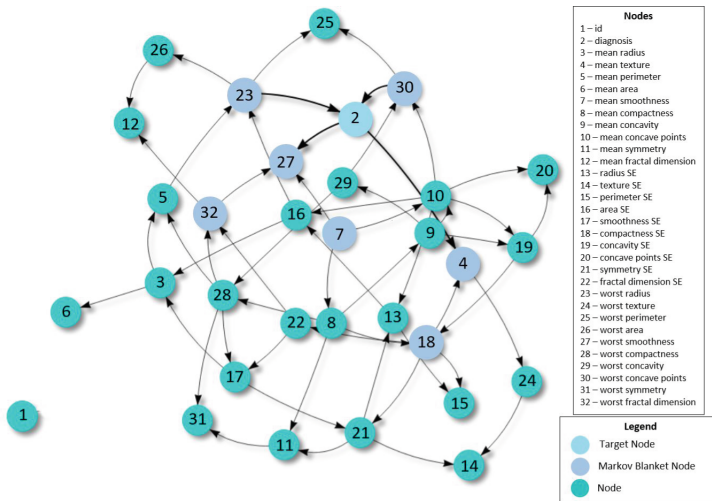 25
26
30
23
2
12
27
20
29
5
10
32
16
7
9
19
4
3
28
6
22
8
13
18
17
24
15
1
31
21
11
14
Nodes
1 – id
2 – diagnosis
3 – mean radius
4 – mean texture
5 – mean perimeter
6 – mean area
7 – mean smoothness
8 – mean compactness
9 – mean concavity
10 – mean concave points
11 – mean symmetry
12 – mean fractal dimension
13 – radius SE
14 – texture SE
15 – perimeter SE
16 – area SE
17 – smoothness SE
18 – compactness SE
19 – concavity SE
20 – concave points SE
21 – symmetry SE
22 – fractal dimension SE
23 – worst radius
24 – worst texture
25 – worst perimeter
26 – worst area
27 – worst smoothness
28 – worst compactness
29 – worst concavity
30 – worst concave points
31 – worst symmetry
32 – worst fractal dimension
Legend
Target Node
Markov Blanket Node
Node